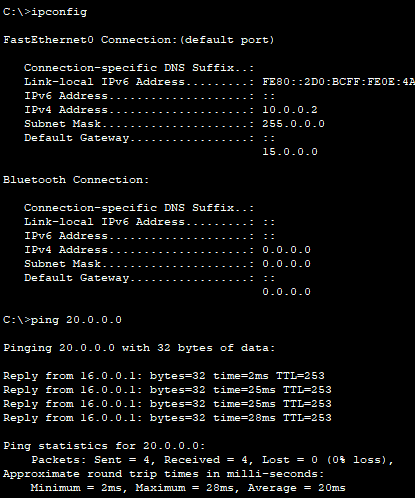 C:\>ipconfig
FastEthernet0 Connection:(default port)
Connection-specific DNS Suffix..:
Link-local IPv6 Address.........: FE80::2D0:BCFF:FE0E:4A
IPv6 Address....................: ::
IPv4 Address....................: 10.0.0.2
Subnet Mask.....................: 255.0.0.0
Default Gateway.................: ::
15.0.0.0
Bluetooth Connection:
Connection-specific DNS Suffix..:
Link-local IPv6 Address.........: ::
IPv6 Address....................: ::
IPv4 Address....................: 0.0.0.0
Subnet Mask.....................: 0.0.0.0
Default Gateway.................: ::
0.0.0.0
C:\>ping 20.0.0.0
Pinging 20.0.0.0 with 32 bytes of data:
Reply from 16.0.0.1: bytes=32 time=2ms TTL=253
Reply from 16.0.0.1: bytes=32 time=25ms TTL=253
Reply from 16.0.0.1: bytes=32 time=25ms TTL=253
Reply from 16.0.0.1: bytes=32 time=28ms TTL=253
Ping statistics for 20.0.0.0:
Packets: Sent = 4, Received = 4, Lost = 0 (0% loss),
Approximate round trip times in milli-seconds:
Minimum = 2ms, Maximum = 28ms, Average = 20ms